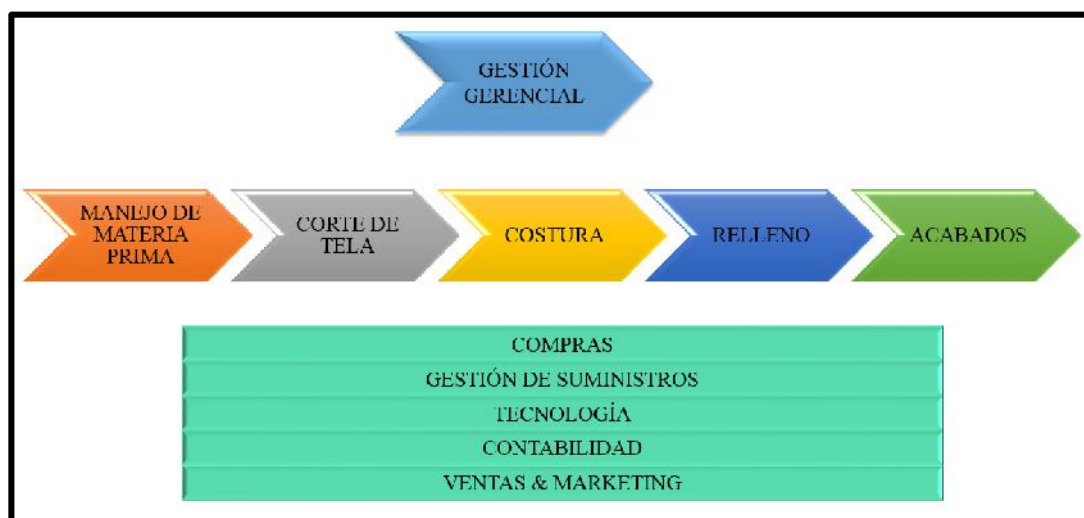 GESTIÓN
GERENCIAL
MANEJO DE
MATERIA
PRIMA
CORTE DE
TELA
COSTURA
RELLENO
ACABADOS
COMPRAS
GESTIÓN DE SUMINISTROS
TECNOLOGÍA
CONTABILIDAD
VENTAS & MARKETING